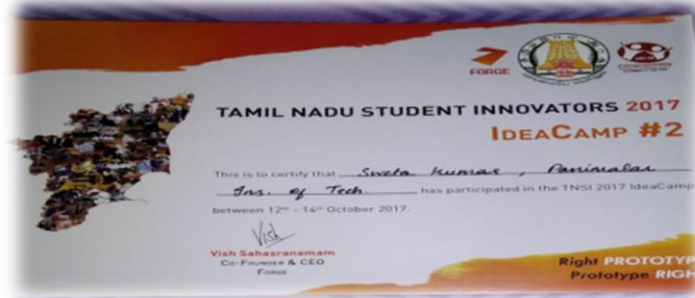 FORGE
TAMIL NADU STUDENT INNOVATORS 2017
IDEACAMP #2
This is to certify that Sweta Kumar, Panimalar
Ins. of Tech. has participated in the TNSI 2017 IdeaCamp
between 12th - 14th October 2017.
Vish
Vish Sahasranamam
CO-FOUNDER & CEO
FORGE
Right PROTOTYP
Prototype RIGH